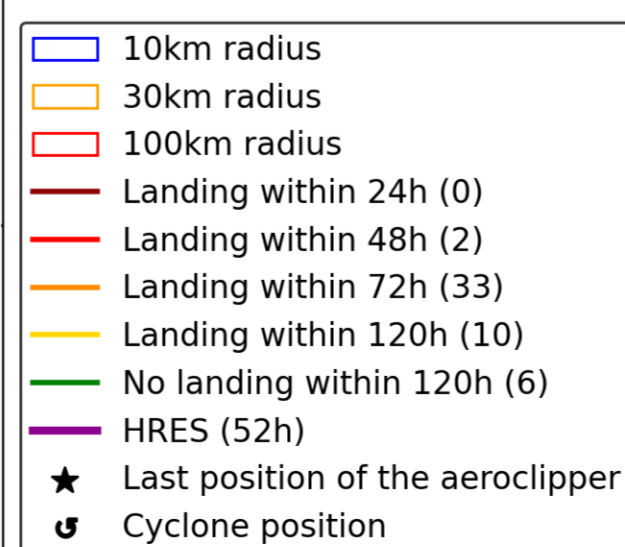 10km radius
30km radius
100km radius
Landing within 24h (0)
Landing within 48h (2)
Landing within 72h (33)
Landing within 120h (10)
No landing within 120h (6)
HRES (52h)
Last position of the aeroclipper
Cyclone position